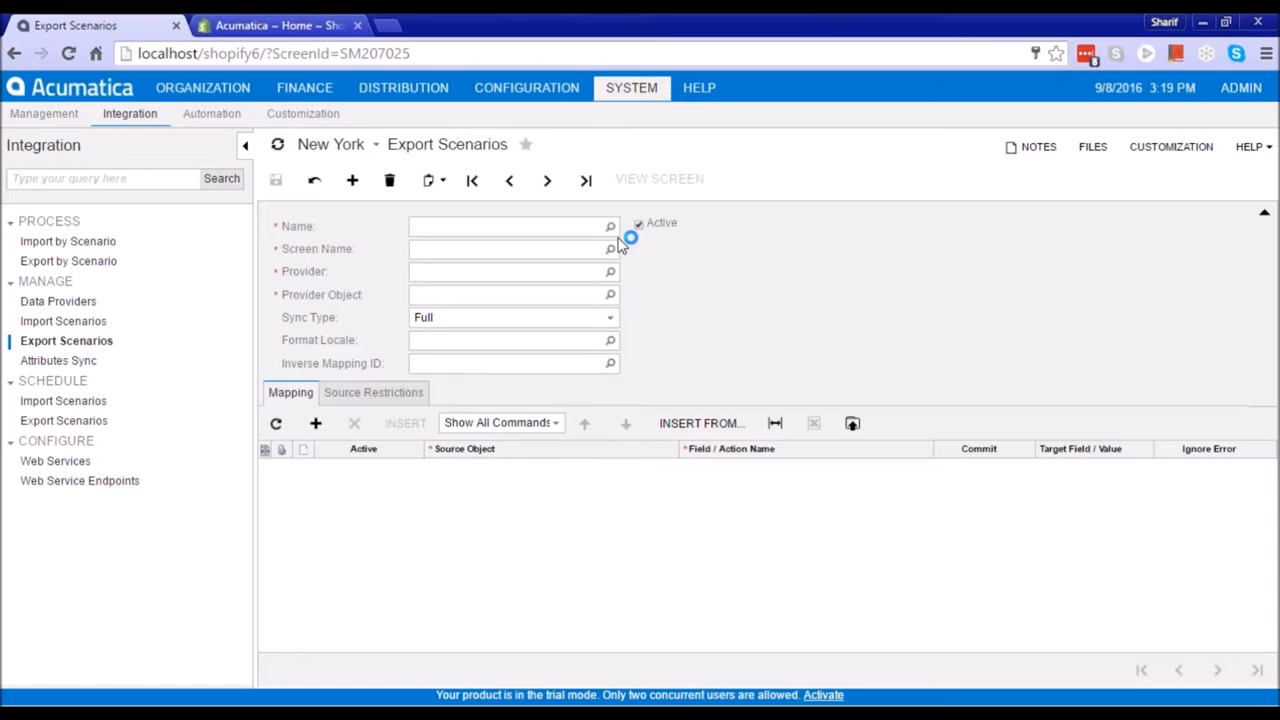 Export Scenarios
Acumatica ~ Home ~ Sho
Sharif
localhost/shopify6/?ScreenId=SM207025
Acumatica
ORGANIZATION
FINANCE
DISTRIBUTION
CONFIGURATION
SYSTEM
HELP
9/8/2016 3:19 PM
ADMIN
Management
Integration
Automation
Customization
Integration
New York
Export Scenarios
NOTES
FILES
CUSTOMIZATION
HELP
Type your query here
Search
VIEW SCREEN
PROCESS
Import by Scenario
Export by Scenario
MANAGE
Data Providers
Import Scenarios
Export Scenarios
Attributes Sync
SCHEDULE
Import Scenarios
Export Scenarios
CONFIGURE
Web Services
Web Service Endpoints
* Name:
Active
* Screen Name:
* Provider:
* Provider Object
Sync Type:
Full
Format Locale:
Inverse Mapping ID:
Mapping
Source Restrictions
INSERT
Show All Commands
INSERT FROM...
Active
* Source Object
* Field / Action Name
Commit
Target Field / Value
Ignore Error
Your product is in the trial mode. Only two concurrent users are allowed. Activate